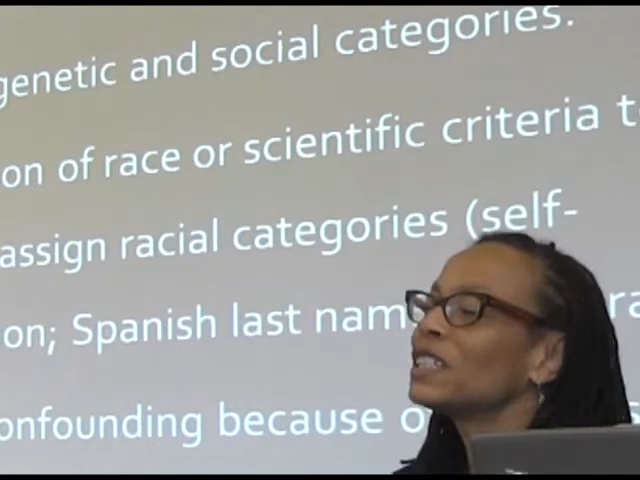 genetic and social categories.
on of race or scientific criteria
assign racial categories (self-
on; Spanish last
onfounding because